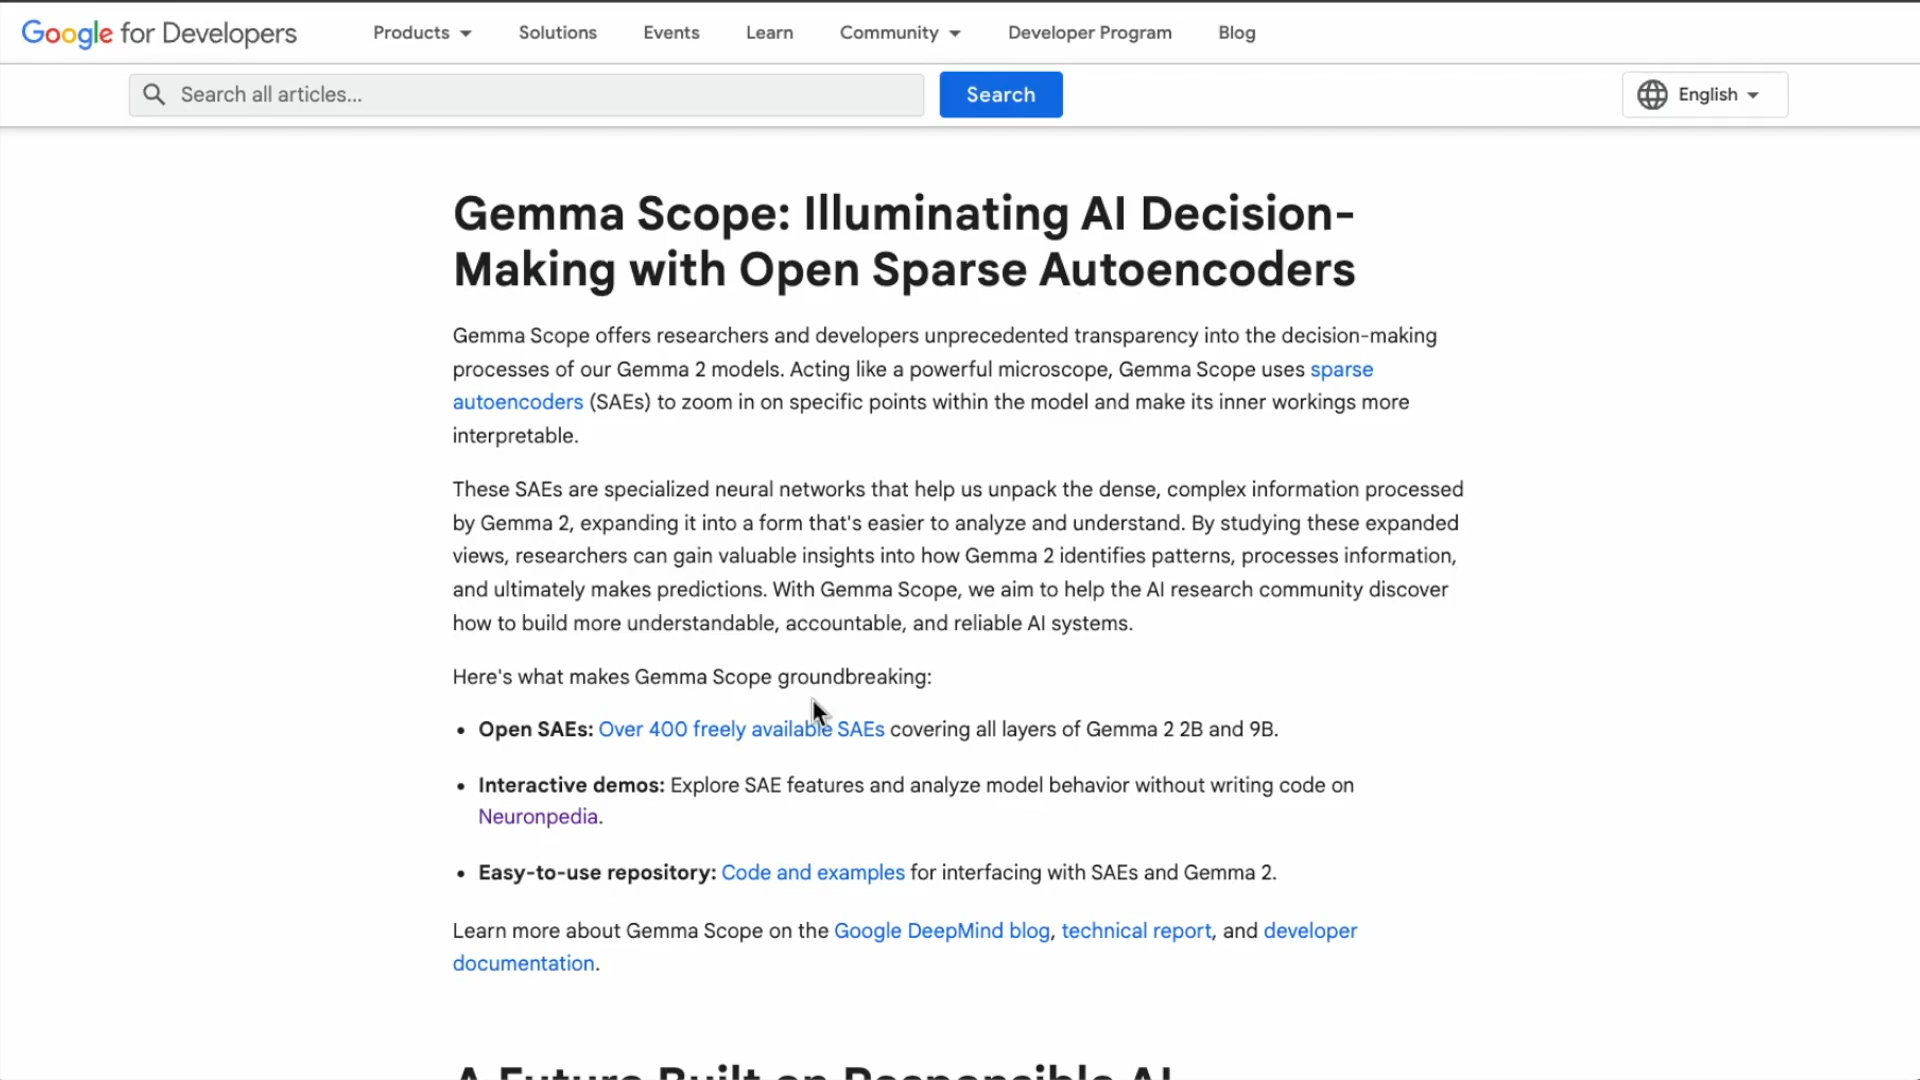 Google for Developers
Products
Solutions
Events
Learn
Community
Developer Program
Blog
Search all articles...
Search
English
Gemma Scope: Illuminating AI Decision-
Making with Open Sparse Autoencoders
Gemma Scope offers researchers and developers unprecedented transparency into the decision-making
processes of our Gemma 2 models. Acting like a powerful microscope, Gemma Scope uses sparse
autoencoders (SAEs) to zoom in on specific points within the model and make its inner workings more
interpretable.
These SAEs are specialized neural networks that help us unpack the dense, complex information processed
by Gemma 2, expanding it into a form that's easier to analyze and understand. By studying these expanded
views, researchers can gain valuable insights into how Gemma 2 identifies patterns, processes information,
and ultimately makes predictions. With Gemma Scope, we aim to help the AI research community discover
how to build more understandable, accountable, and reliable AI systems.
Here's what makes Gemma Scope groundbreaking:
• Open SAEs: Over 400 freely available SAEs covering all layers of Gemma 2 2B and 9B.
• Interactive demos: Explore SAE features and analyze model behavior without writing code on
Neuronpedia.
• Easy-to-use repository: Code and examples for interfacing with SAEs and Gemma 2.
Learn more about Gemma Scope on the Google DeepMind blog, technical report, and developer
documentation.
A Future Built on Responsible AI